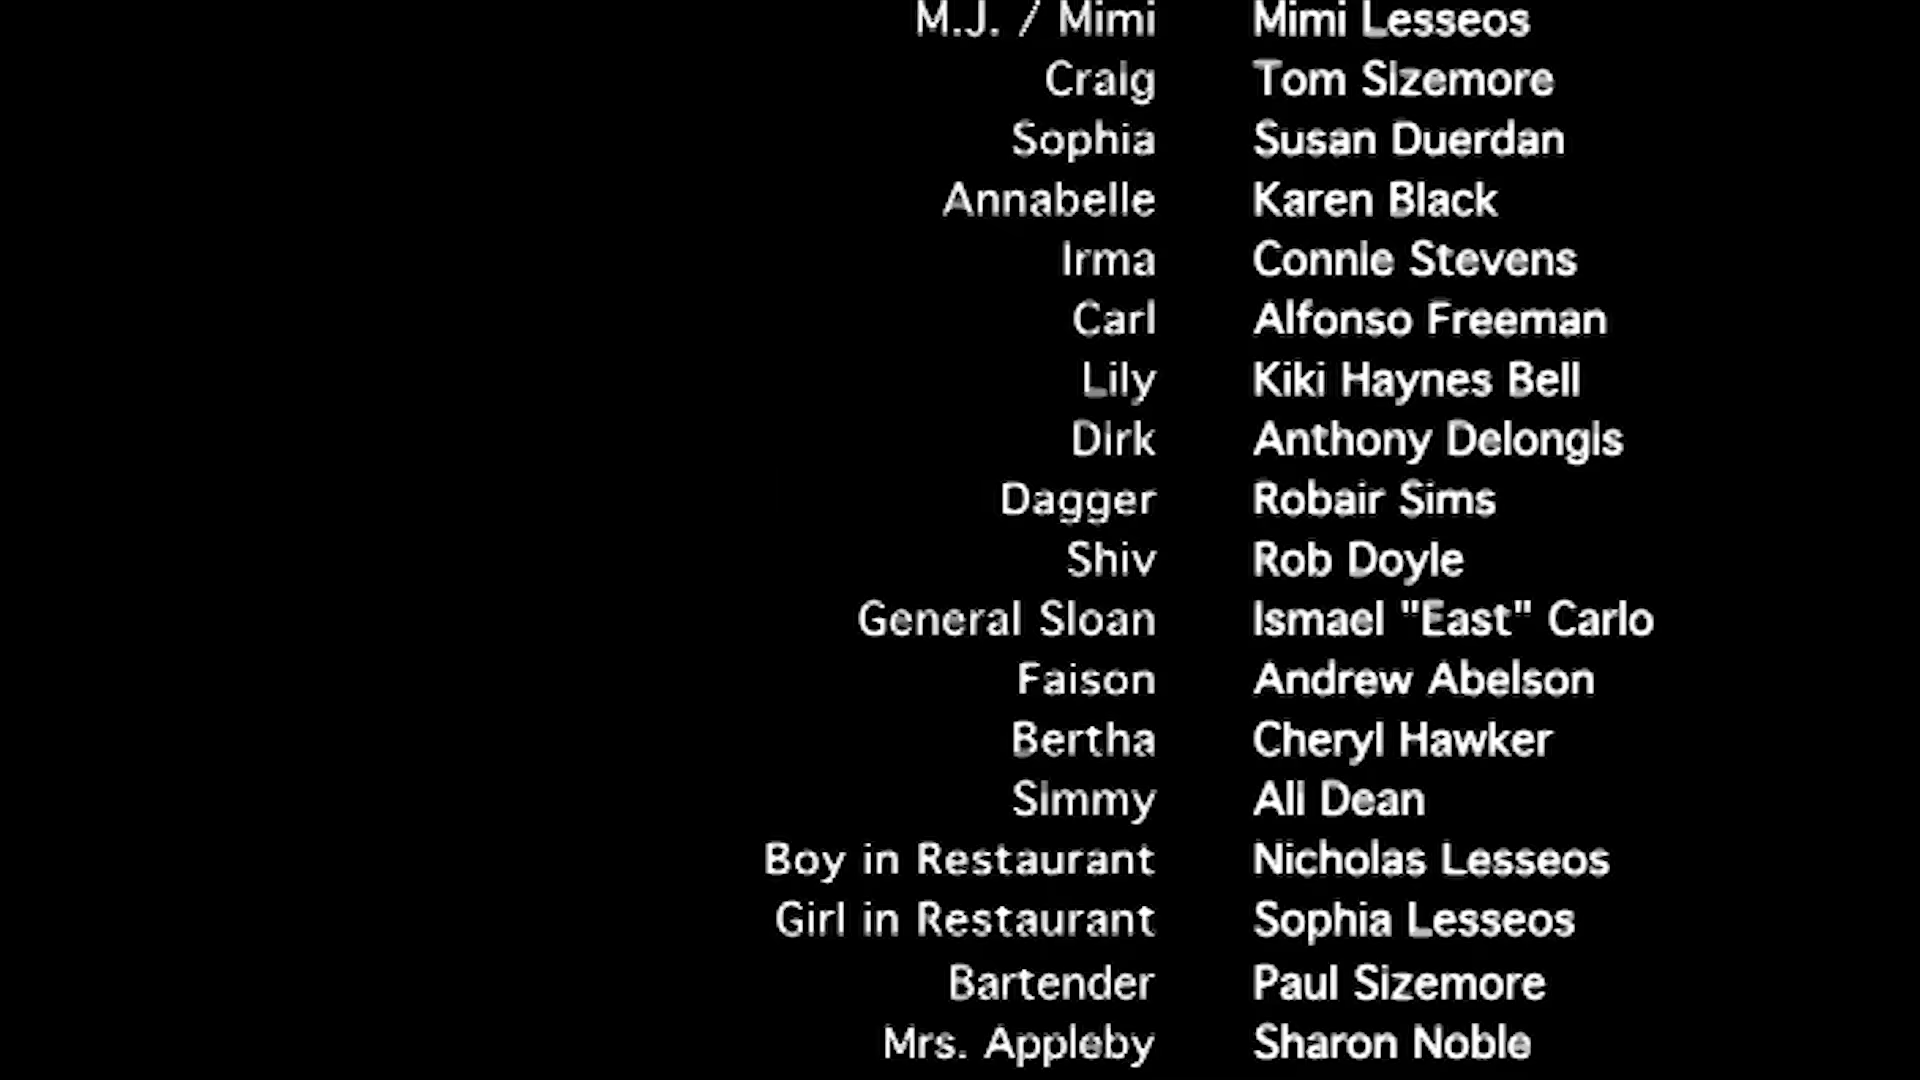 M.J. / Mimi Mimi Lesseos
Craig Tom Sizemore
Sophia Susan Duerdan
Annabelle Karen Black
Irma Connie Stevens
Carl Alfonso Freeman
Lily Kiki Haynes Bell
Dirk Anthony Delongis
Dagger Robair Sims
Shiv Rob Doyle
General Sloan Ismael "East" Carlo
Faison Andrew Abelson
Bertha Cheryl Hawker
Simmy Ali Dean
Boy in Restaurant Nicholas Lesseos
Girl in Restaurant Sophia Lesseos
Bartender Paul Sizemore
Mrs. Appleby Sharon Noble